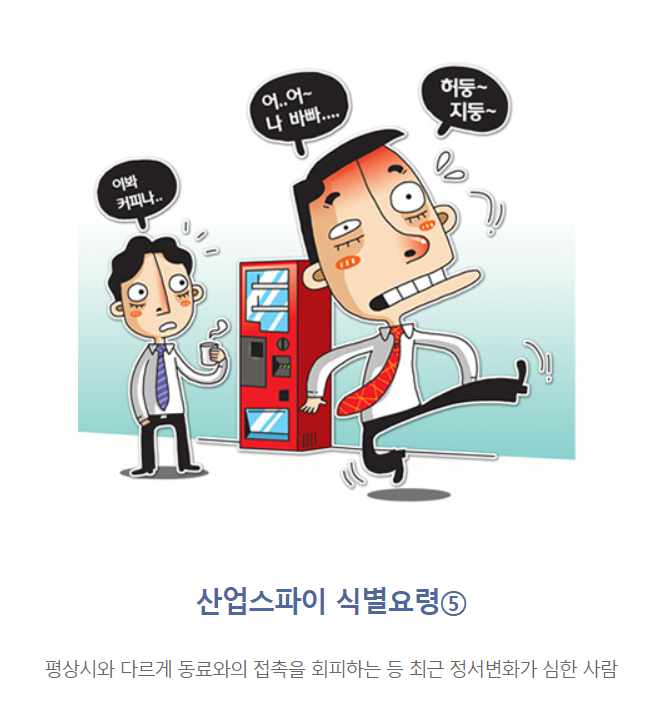 어..어~
나 바빠....
허둥~
지둥~
이봐
커피나..
산업스파이 식별요령⑤
평상시와 다르게 동료와의 접촉을 회피하는 등 최근 정서변화가 심한 사람